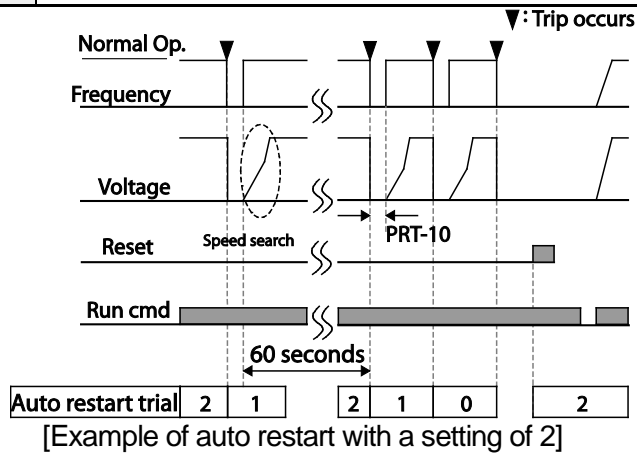 ▼: Trip occurs
Normal Op.
Frequency
Voltage
PRT-10
Speed search
Reset
Run cmd
60 seconds
Auto restart trial 2 1 2 1 0 2
[Example of auto restart with a setting of 2]